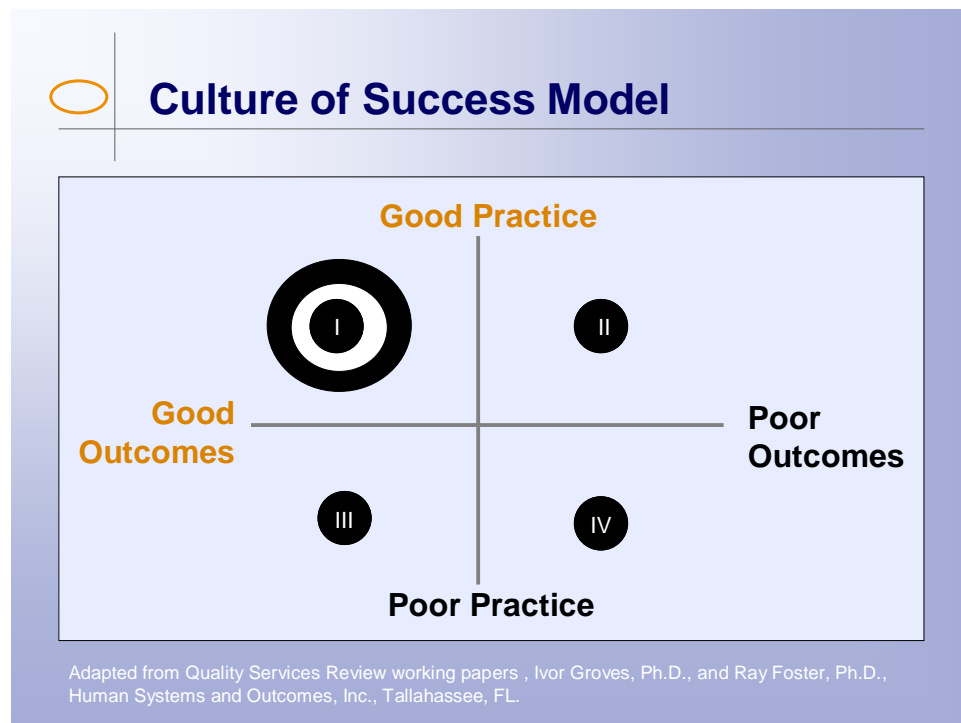 Culture of Success Model
Good Practice
I
II
Good
Outcomes
Poor
Outcomes
III
IV
Poor Practice
Adapted from Quality Services Review working papers , Ivor Groves, Ph.D., and Ray Foster, Ph.D.,
Human Systems and Outcomes, Inc., Tallahassee, FL.